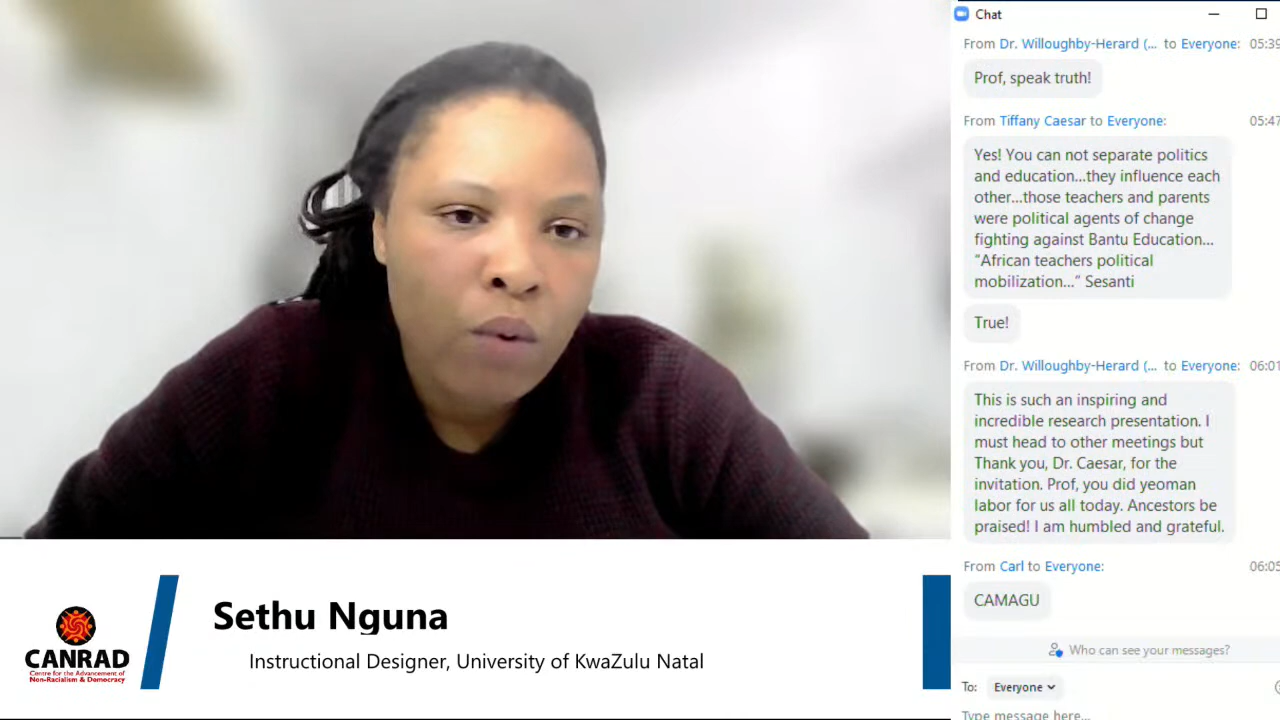 Chat
From Dr. Willoughby-Herard (... to Everyone: 05:39
Prof, speak truth!
From Tiffany Caesar to Everyone: 05:47
Yes! You can not separate politics
and education...they influence each
other...those teachers and parents
were political agents of change
fighting against Bantu Education...
“African teachers political
mobilization...” Sesanti
True!
From Dr. Willoughby-Herard (... to Everyone: 06:01
This is such an inspiring and
incredible research presentation. I
must head to other meetings but
Thank you, Dr. Caesar, for the
invitation. Prof, you did yeoman
labor for us all today. Ancestors be
praised! I am humbled and grateful.
From Carl to Everyone: 06:05
CAMAGU
Who can see your messages?
To: Everyone
Type message here...
Sethu Nguna
Instructional Designer, University of KwaZulu Natal
CANRAD
Centre for the Advancement of
Non-Racialism & Democracy